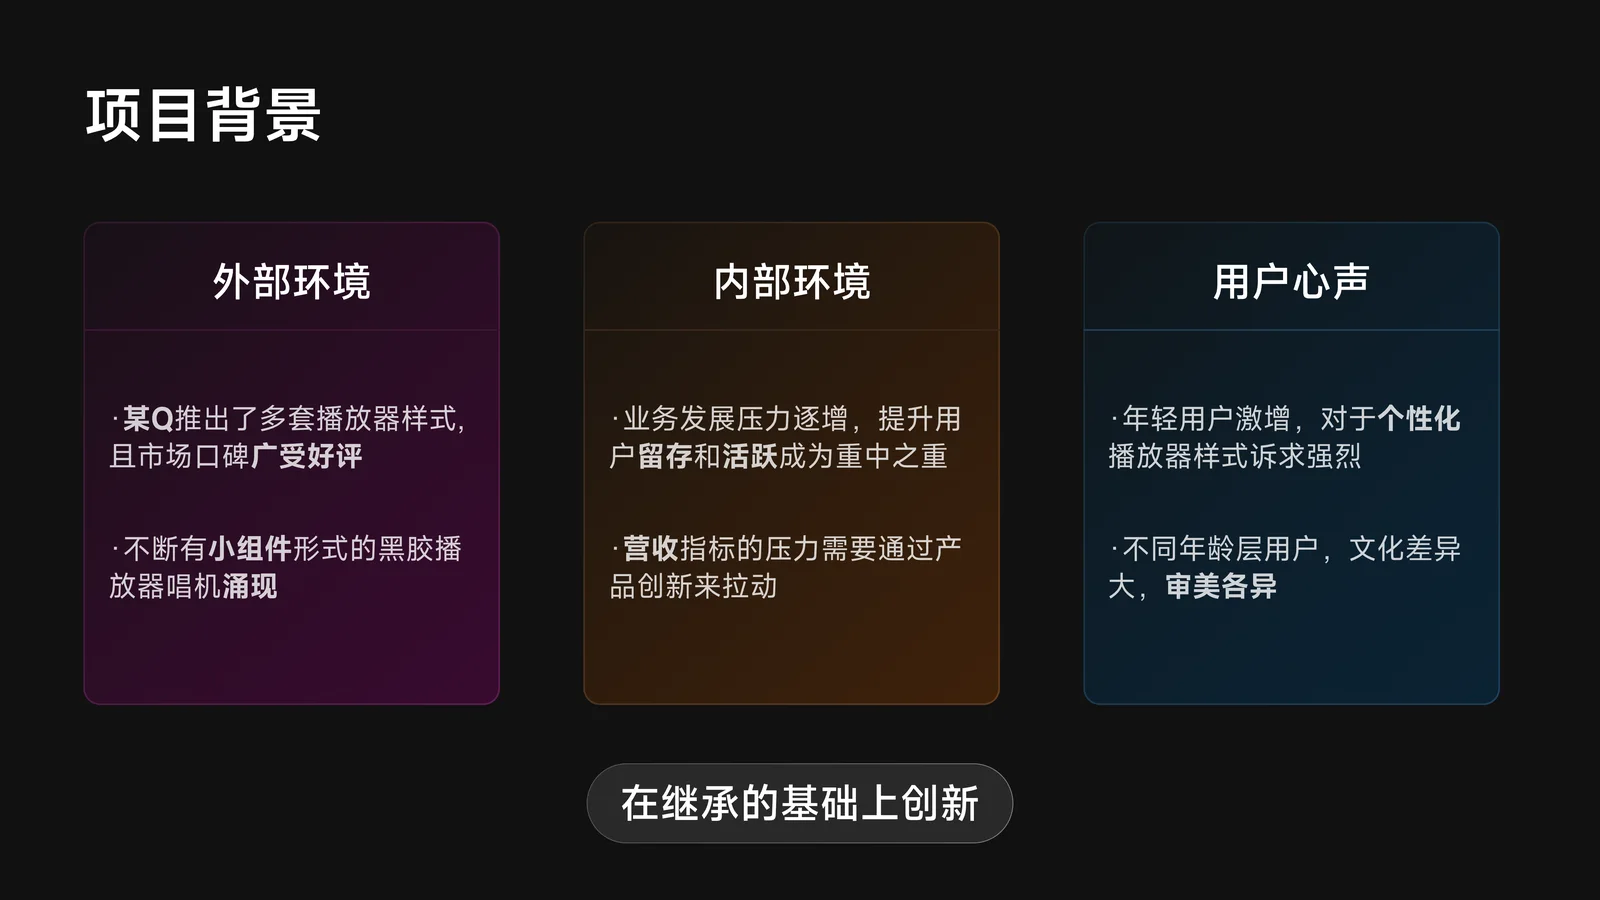 项目背景
外部环境
·某Q推出了多套播放器样式,
且市场口碑广受好评
·不断有小组件形式的黑胶播
放器唱机涌现
内部环境
·业务发展压力逐增，提升用
户留存和活跃成为重中之重
·营收指标的压力需要通过产
品创新来拉动
用户心声
·年轻用户激增，对于个性化
播放器样式诉求强烈
·不同年龄层用户，文化差异
大，审美各异
在继承的基础上创新